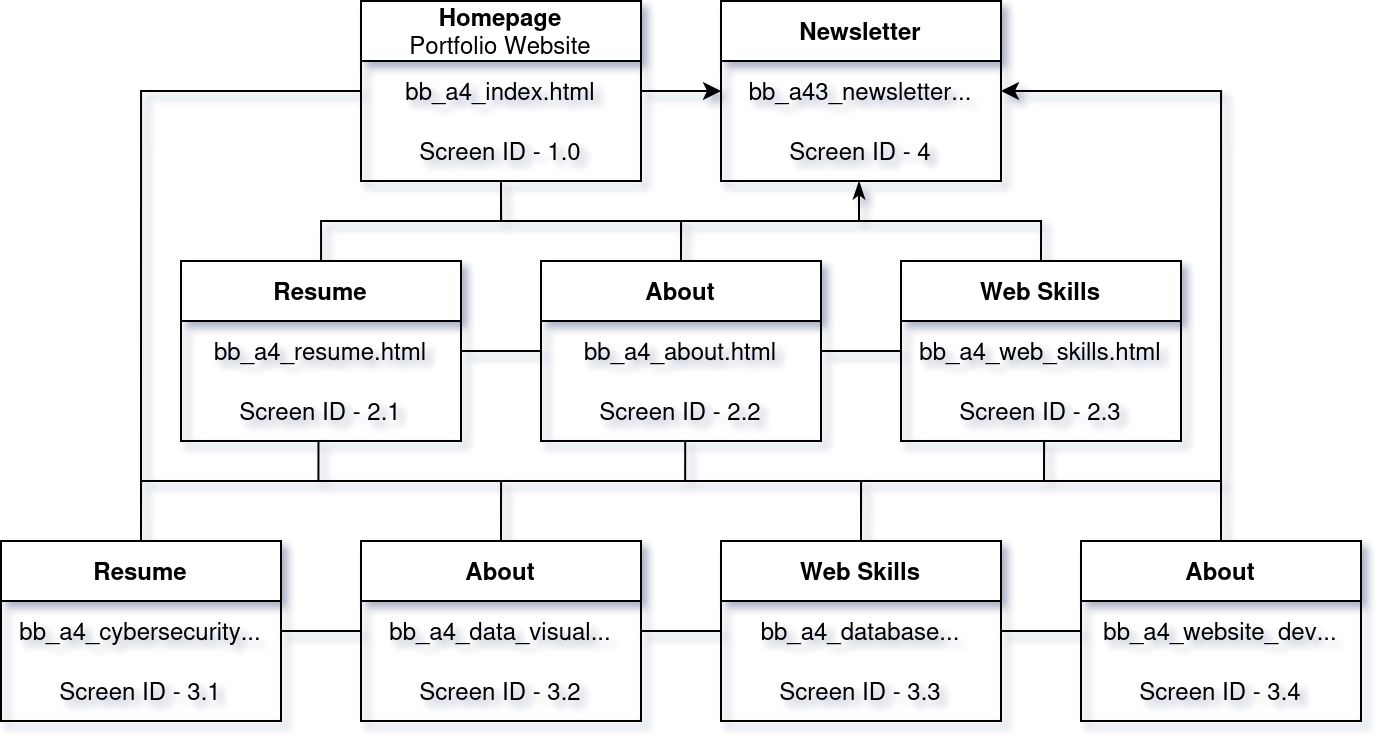 Homepage
Portfolio Website
bb_a4_index.html
Screen ID - 1.0
Newsletter
bb_a43_newsletter...
Screen ID - 4
Resume
bb_a4_resume.html
Screen ID - 2.1
About
bb_a4_about.html
Screen ID - 2.2
Web Skills
bb_a4_web_skills.html
Screen ID - 2.3
Resume
bb_a4_cybersecurity...
Screen ID - 3.1
About
bb_a4_data_visual...
Screen ID - 3.2
Web Skills
bb_a4_database...
Screen ID - 3.3
About
bb_a4_website_dev...
Screen ID - 3.4